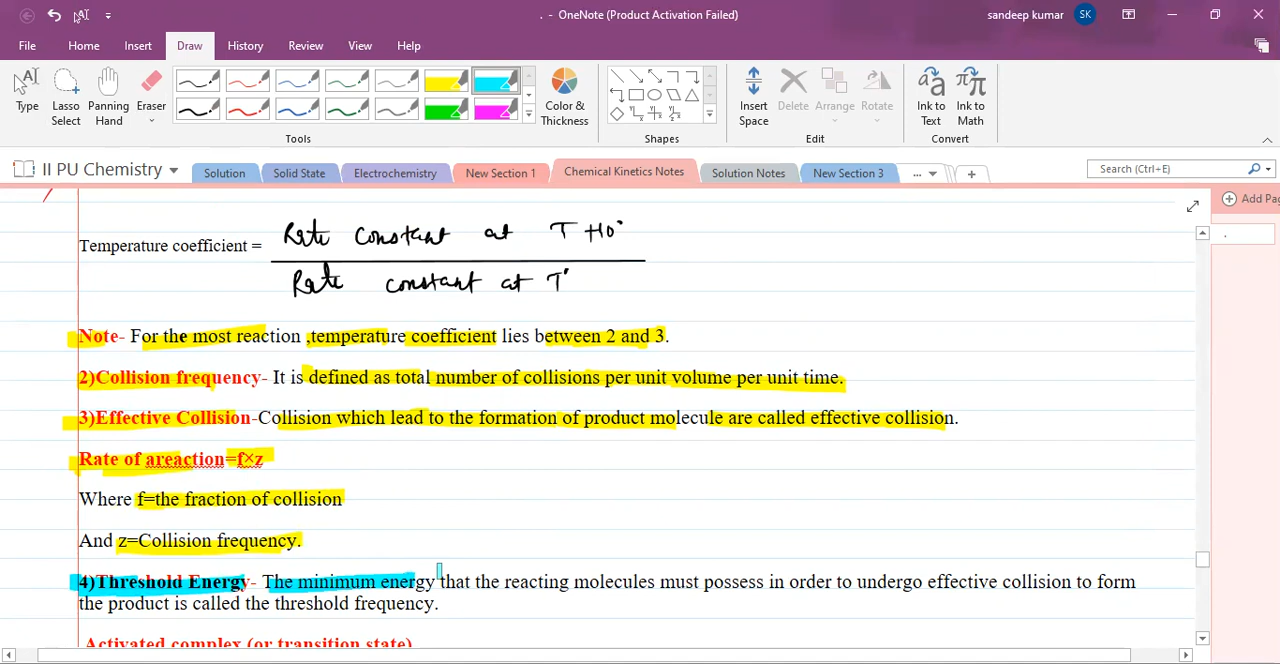 . - OneNote (Product Activation Failed)
sandeep kumar SK
File Home Insert Draw History Review View Help
Type
Lasso Select
Panning Hand
Eraser
Tools
Color & Thickness
Shapes
Insert Space
Delete
Arrange
Rotate
Edit
Ink to Text
Ink to Math
Convert
II PU Chemistry
Solution
Solid State
Electrochemistry
New Section 1
Chemical Kinetics Notes
Solution Notes
New Section 3
...
Search (Ctrl+E)
Add Pag
.
Rate constant at T+10°
Temperature coefficient =
Rate constant at T°
Note- For the most reaction ,temperature coefficient lies between 2 and 3.
2)Collision frequency- It is defined as total number of collisions per unit volume per unit time.
3)Effective Collision-Collision which lead to the formation of product molecule are called effective collision.
Rate of areaction=f×z
Where f=the fraction of collision
And z=Collision frequency.
4)Threshold Energy- The minimum energy that the reacting molecules must possess in order to undergo effective collision to form
the product is called the threshold frequency.
Activated complex (or transition state)